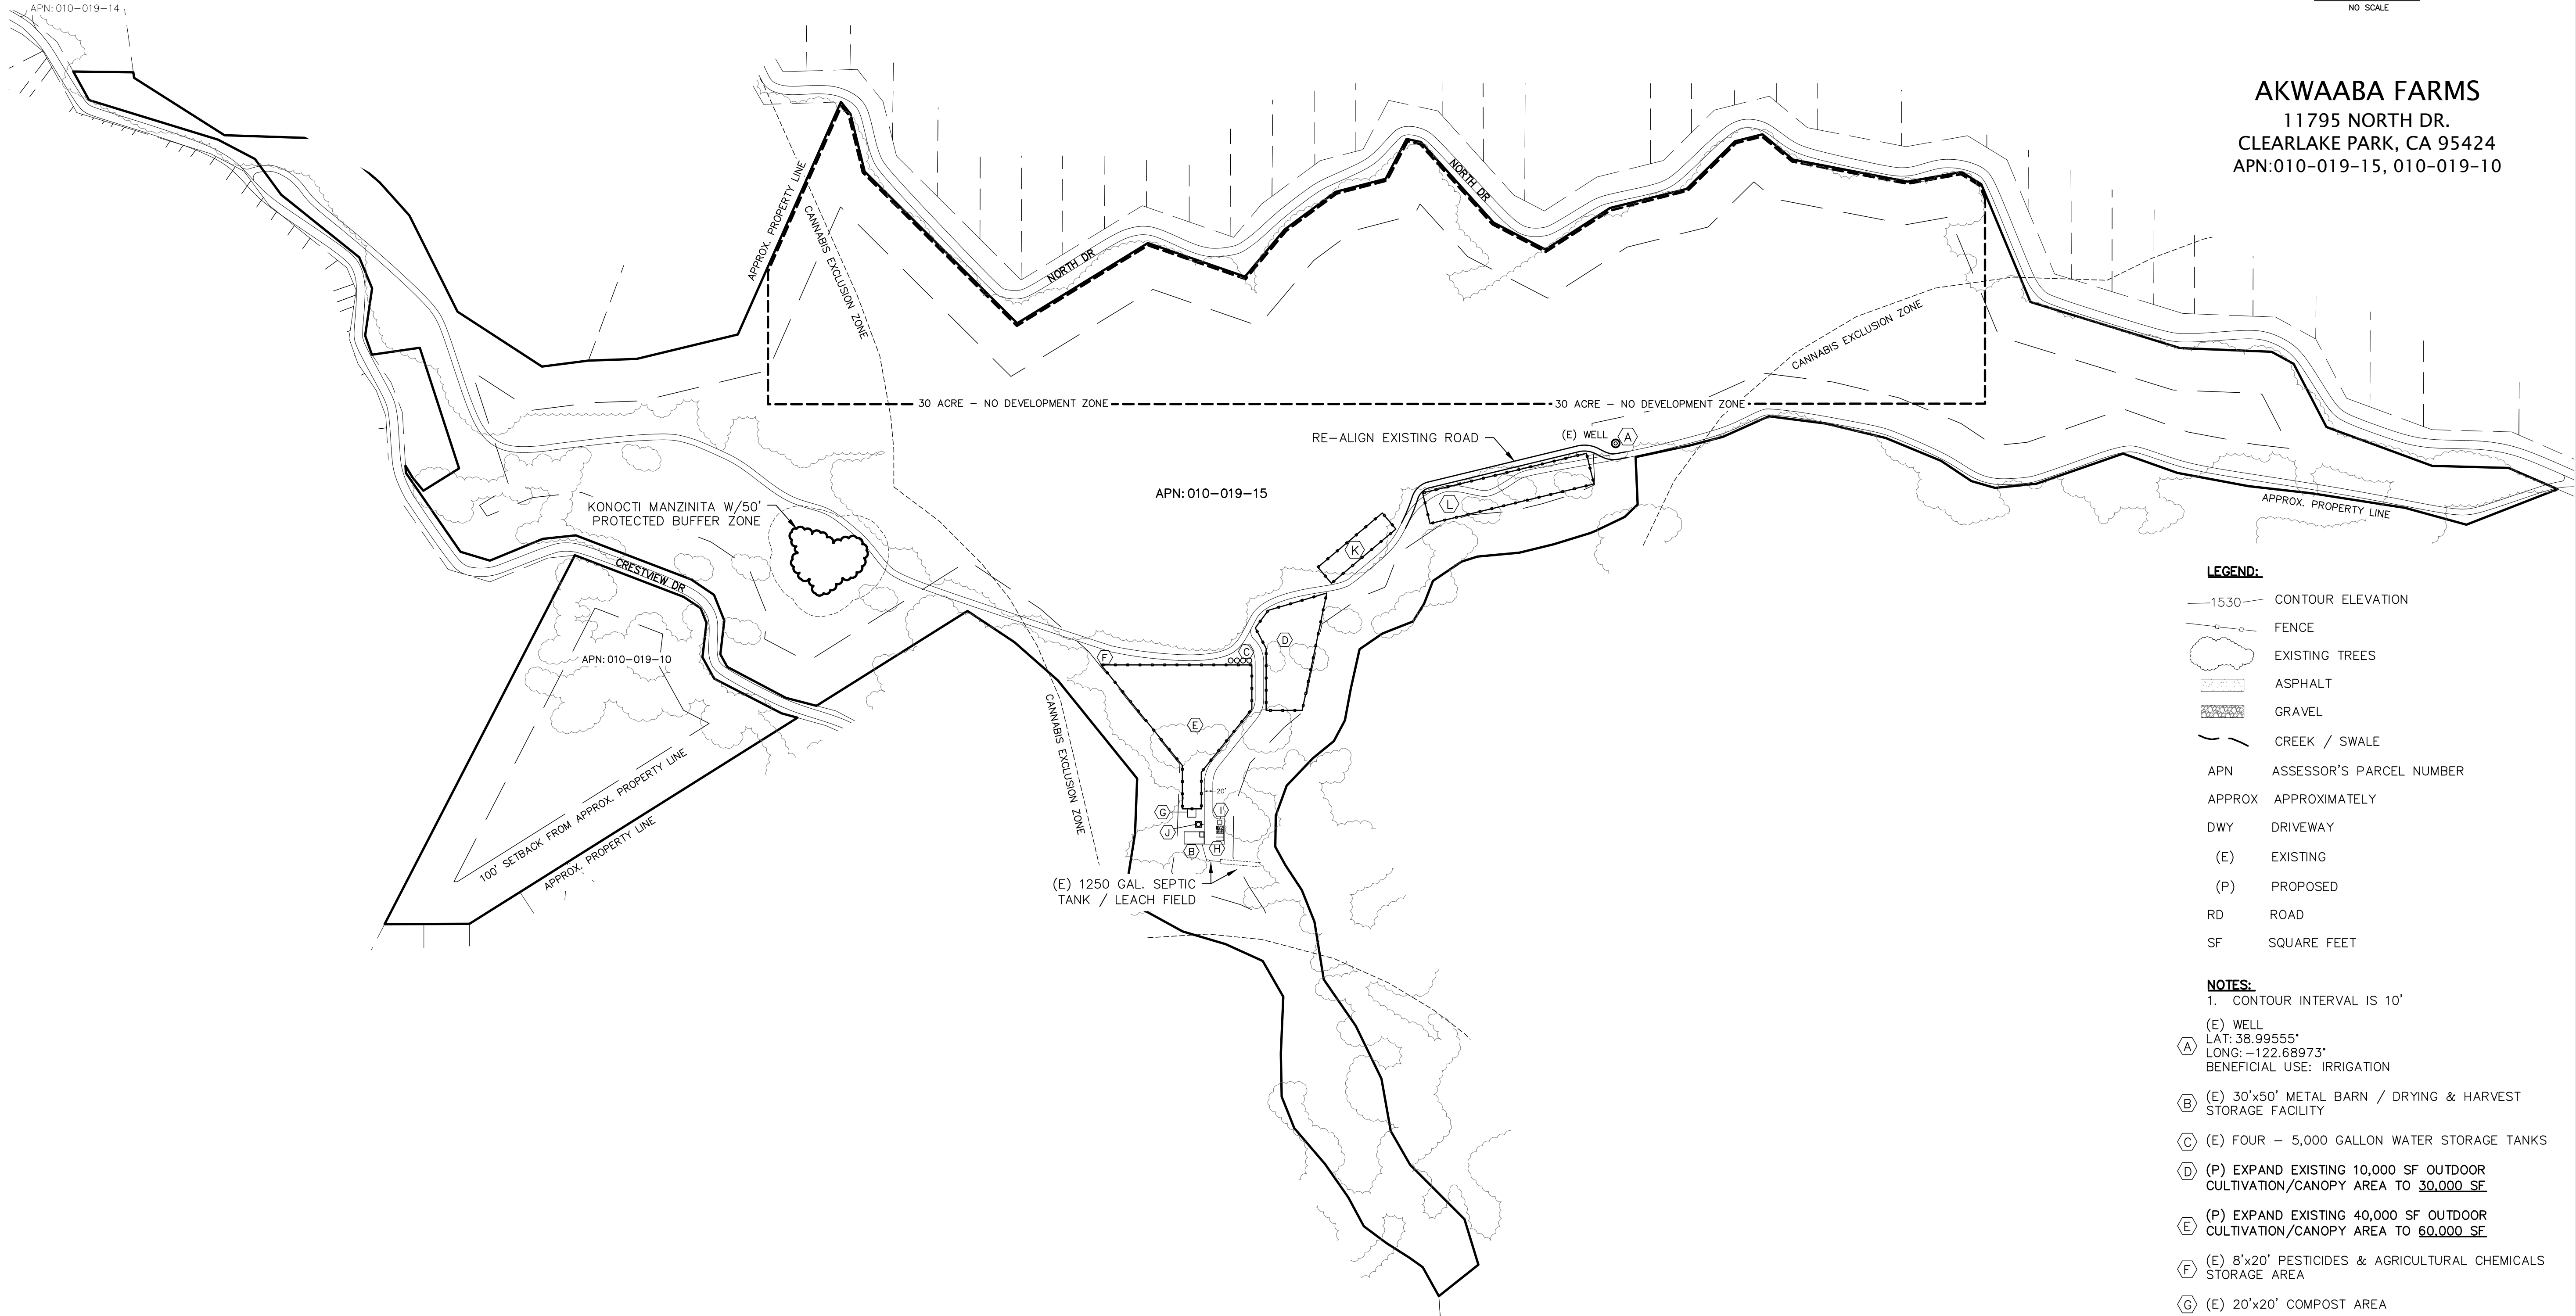 APN: 010-019-14
NO SCALE
AKWAABA FARMS
11795 NORTH DR.
CLEARLAKE PARK, CA 95424
APN:010-019-15, 010-019-10
APPROX. PROPERTY LINE
CANNABIS EXCLUSION ZONE
NORTH DR
NORTH DR
CANNABIS EXCLUSION ZONE
30 ACRE - NO DEVELOPMENT ZONE
30 ACRE - NO DEVELOPMENT ZONE
RE-ALIGN EXISTING ROAD
(E) WELL
A
APN: 010-019-15
L
K
APPROX. PROPERTY LINE
KONOCTI MANZINITA W/50'
PROTECTED BUFFER ZONE
CRESTVIEW DR
APN: 010-019-10
D
C
F
E
CANNABIS EXCLUSION ZONE
100' SETBACK FROM APPROX. PROPERTY LINE
APPROX. PROPERTY LINE
20'
G
I
J
B
H
(E) 1250 GAL. SEPTIC
TANK / LEACH FIELD
LEGEND:
1530 CONTOUR ELEVATION
FENCE
EXISTING TREES
ASPHALT
GRAVEL
CREEK / SWALE
APN ASSESSOR'S PARCEL NUMBER
APPROX APPROXIMATELY
DWY DRIVEWAY
(E) EXISTING
(P) PROPOSED
RD ROAD
SF SQUARE FEET
NOTES:
1. CONTOUR INTERVAL IS 10'
A (E) WELL
LAT: 38.99555°
LONG: -122.68973°
BENEFICIAL USE: IRRIGATION
B (E) 30'x50' METAL BARN / DRYING & HARVEST
STORAGE FACILITY
C (E) FOUR - 5,000 GALLON WATER STORAGE TANKS
D (P) EXPAND EXISTING 10,000 SF OUTDOOR
CULTIVATION/CANOPY AREA TO 30,000 SF
E (P) EXPAND EXISTING 40,000 SF OUTDOOR
CULTIVATION/CANOPY AREA TO 60,000 SF
F (E) 8'x20' PESTICIDES & AGRICULTURAL CHEMICALS
STORAGE AREA
G (E) 20'x20' COMPOST AREA